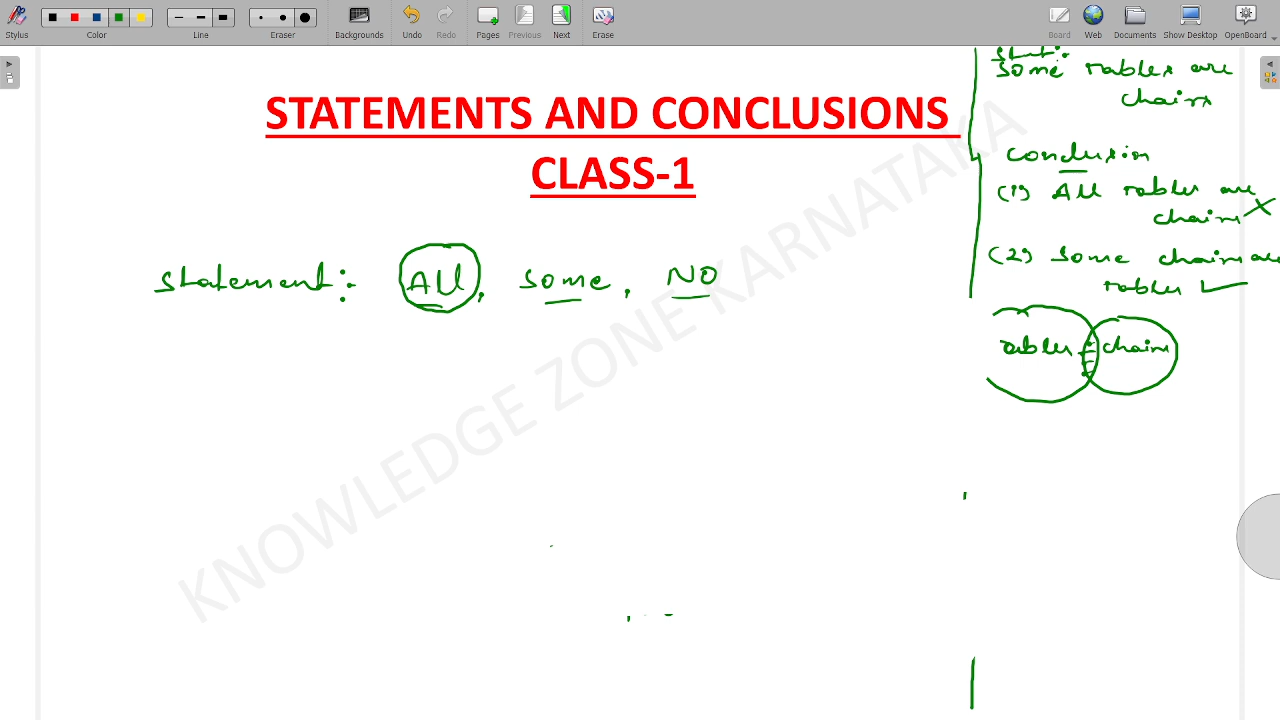 Stylus
Color
Line
Eraser
Backgrounds
Undo
Redo
Pages
Previous
Next
Erase
Board
Web
Documents
Show Desktop
OpenBoard
STATEMENTS AND CONCLUSIONS
CLASS-1
Statement: All, some, NO
Some tables are
chairs
Conclusion
(1) All tables are
chairs
(2) Some chairs are
tables
tables chairs
KNOWLEDGE ZONE KARNATAKA